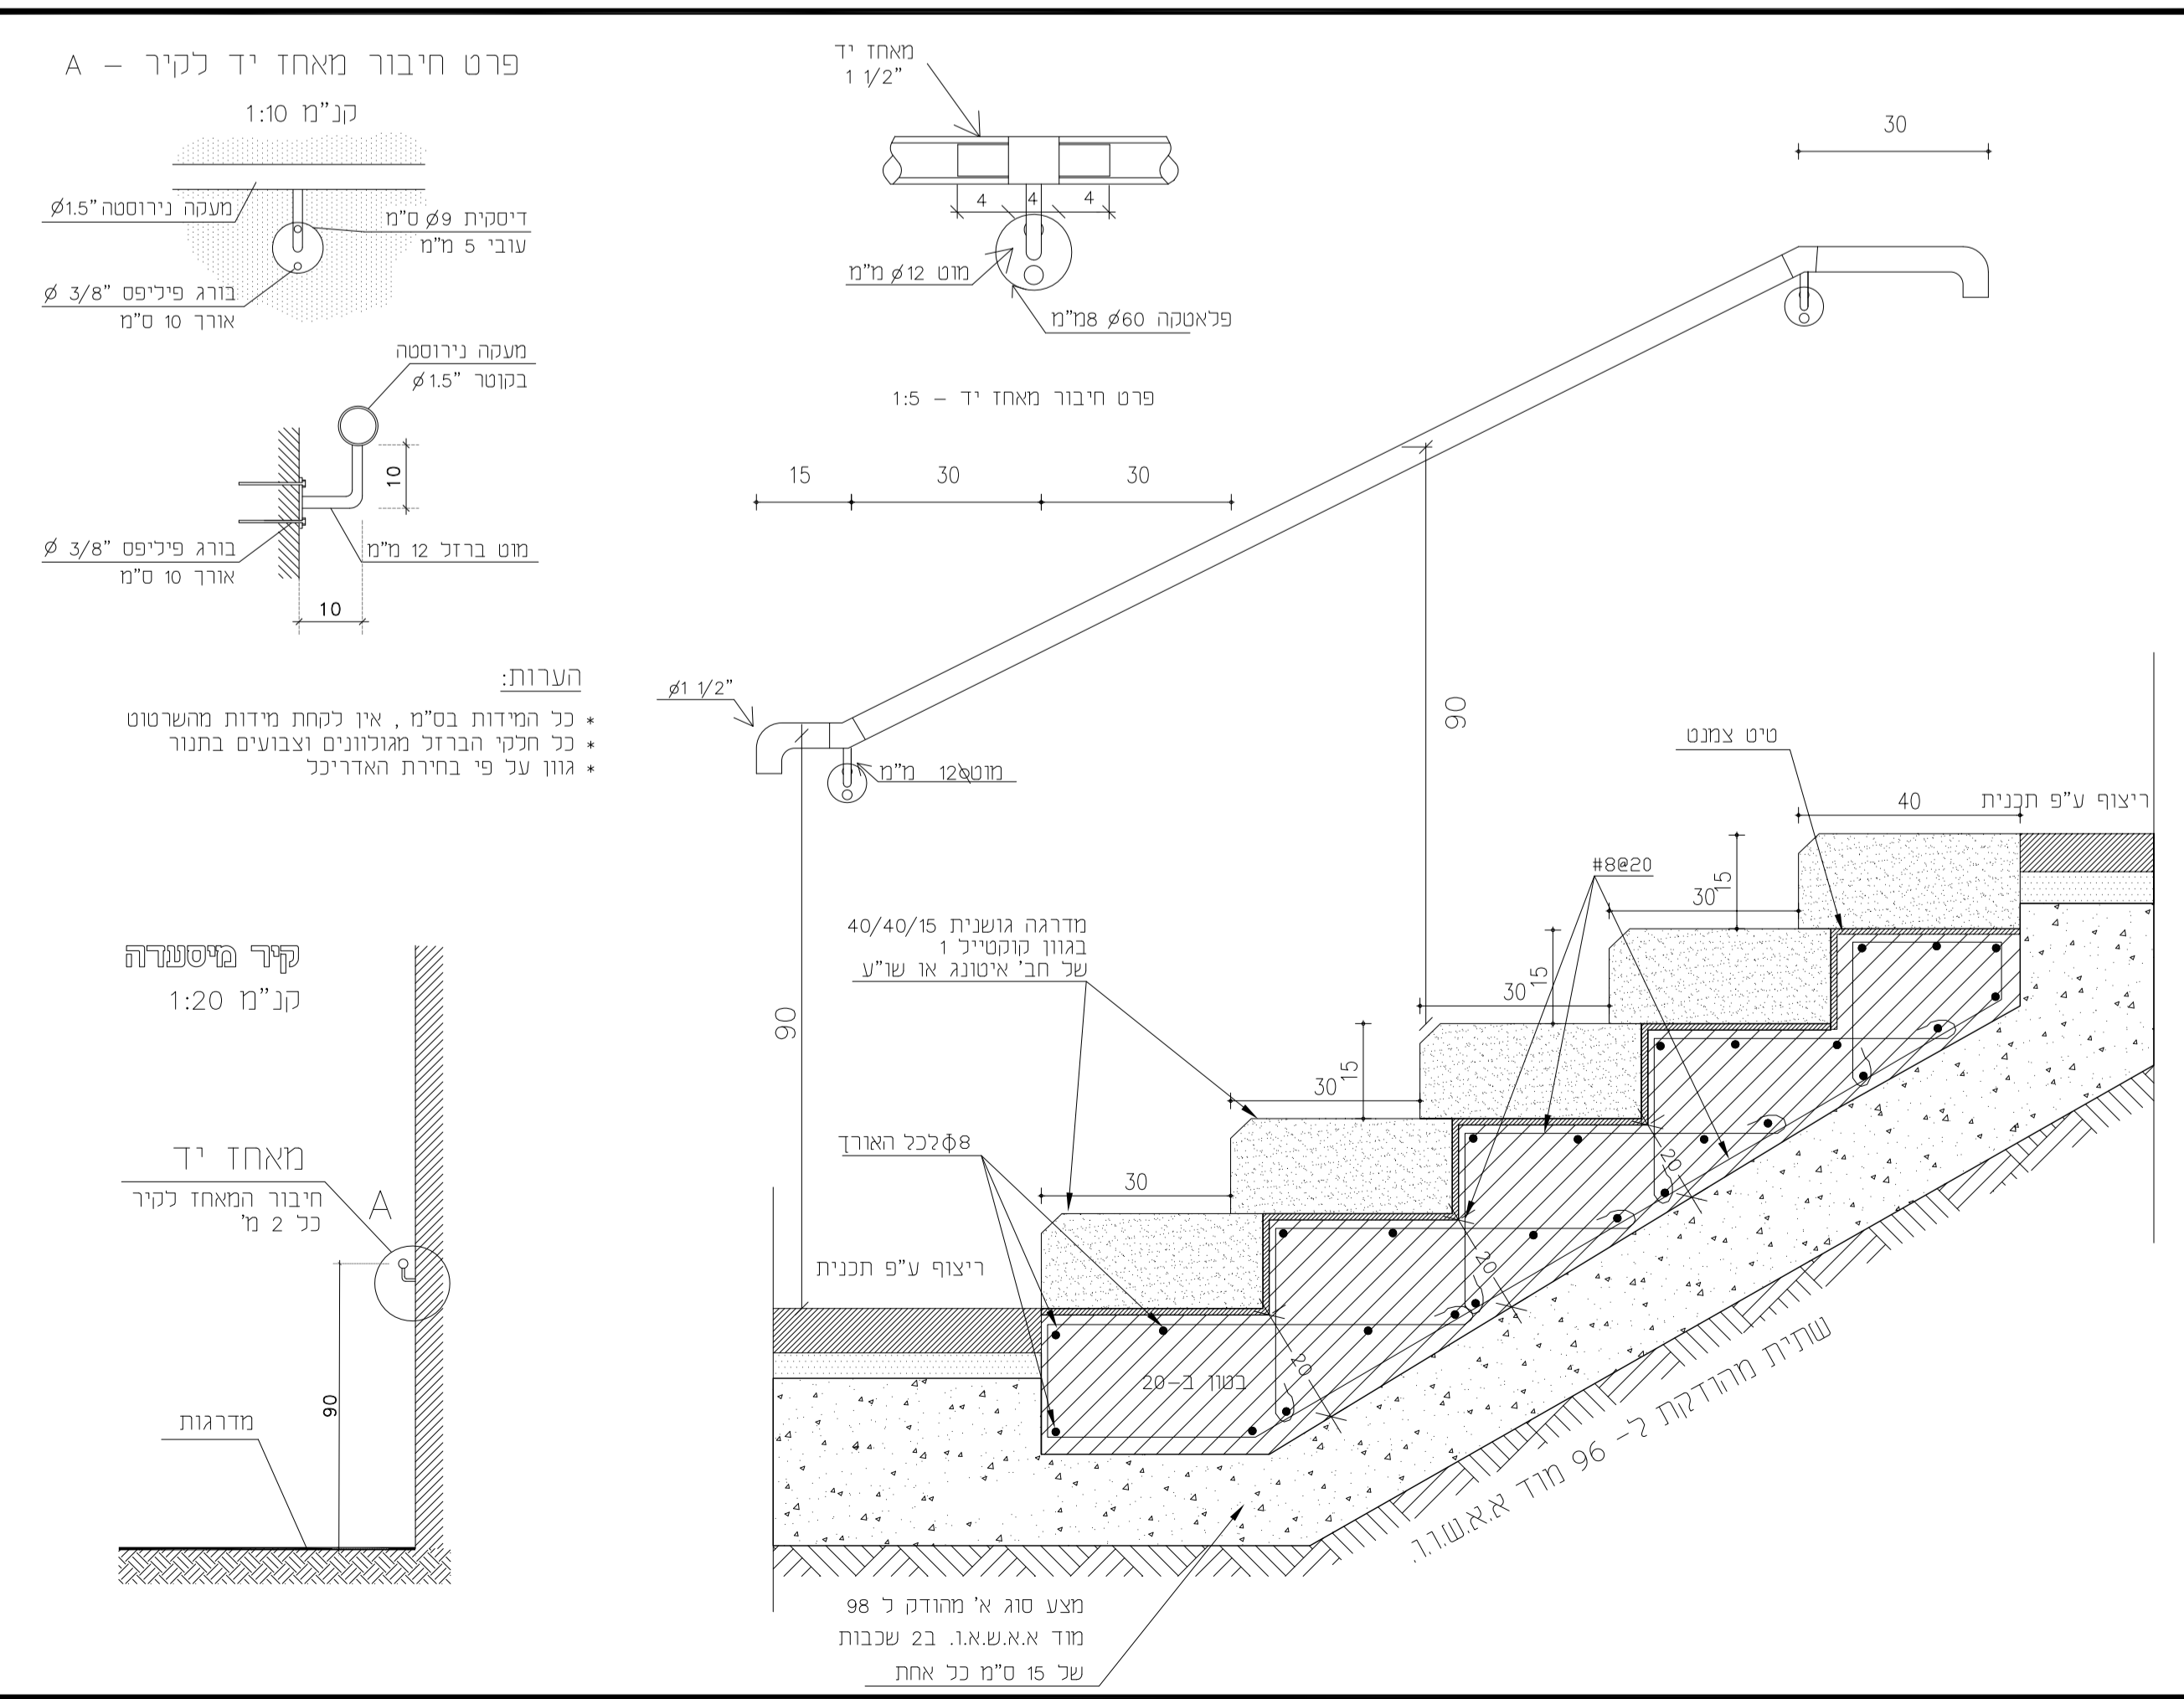 פרט חיבור מאחז יד לקיר – A
קנ"מ 1:10
מעקה נירוסטה "1.5∅
דיסקית ∅9 ס"מ
עובי 5 מ"מ
בורג פיליפס "3/8 ∅
אורך 10 ס"מ
מעקה נירוסטה
בקוטר "1.5∅
10
בורג פיליפס "3/8 ∅
אורך 10 ס"מ
מוט ברזל 12 מ"מ
10
הערות:
* כל המידות בס"מ , אין לקחת מידות מהשרטוט
* כל חלקי הברזל מגולוונים וצבועים בתנור
* גוון על פי בחירת האדריכל
קיר מיסעדה
קנ"מ 1:20
מאחז יד
חיבור המאחז לקיר
כל 2 מ'
A
90
מדרגות
מאחז יד
1 1/2"
4
4
4
מוט ∅12 מ"מ
פלאטקה ∅60 8מ"מ
פרט חיבור מאחז יד – 1:5
30
15
30
30
∅1 1/2"
מוט∅12 מ"מ
90
90
טיט צמנט
ריצוף ע"פ תכנית
40
#8@20
15
30
מדרגה גושנית 40/40/15
בגוון קוקטייל 1
של חב' איטונג או שו"ע
15
30
15
30
30
8ɸלכל האורך
ריצוף ע"פ תכנית
20
20
20
בטון ב–20
שתית מהודקת ל– 96 מוד א.א.ש.ו.ו.
מצע סוג א' מהודק ל 98
מוד א.א.ש.א.ו. ב2 שכבות
של 15 ס"מ כל אחת